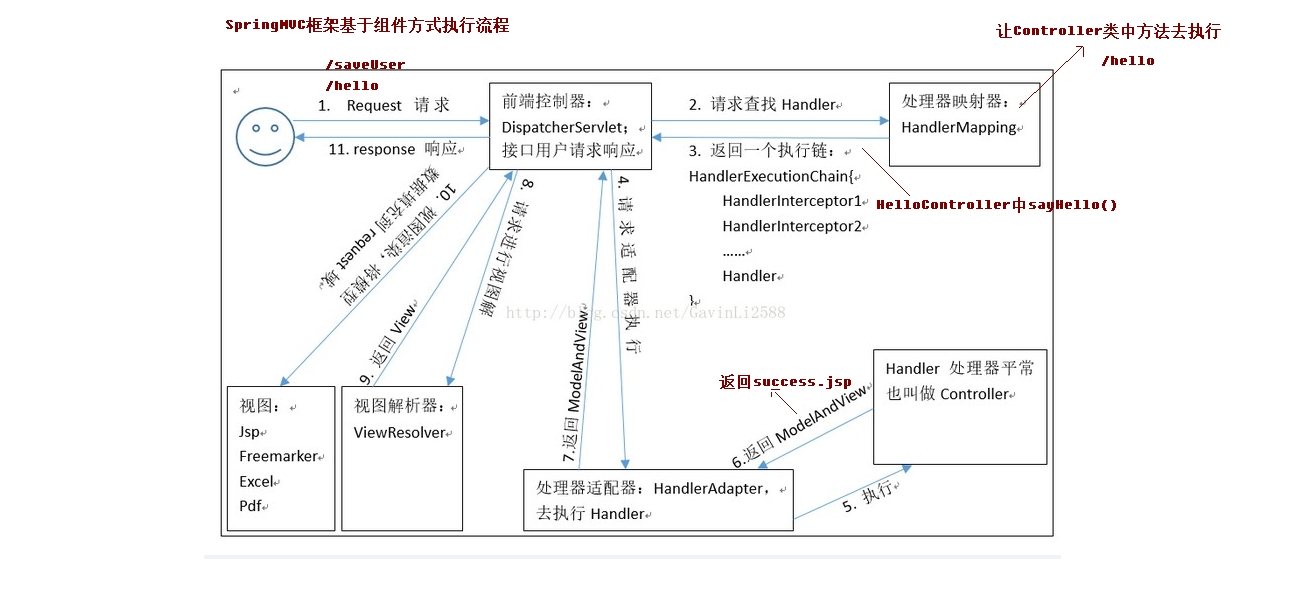 SpringMVC框架基于组件方式执行流程
让Controller类中方法去执行
/hello
/saveUser
/hello
1. Request 请求
11. response 响应
前端控制器：
DispatcherServlet；
接口用户请求响应
2. 请求查找 Handler
3. 返回一个执行链：
HandlerExecutionChain{
HandlerInterceptor1
HandlerInterceptor2
……
Handler
}
处理器映射器：
HandlerMapping
HelloController中sayHello()
10. 视图渲染，将模型
数据填充到 request 域。
9. 返回 View
8. 请求进行视图解
7.返回 ModelAndView
4. 请求适配器执行
http://blog.csdn.net/GavinLi2588
返回success.jsp
6.返回 ModelAndView
5. 执行
Handler 处理器平常
也叫做 Controller
视图：
Jsp
Freemarker
Excel
Pdf
视图解析器：
ViewResolver
处理器适配器：HandlerAdapter，
去执行 Handler